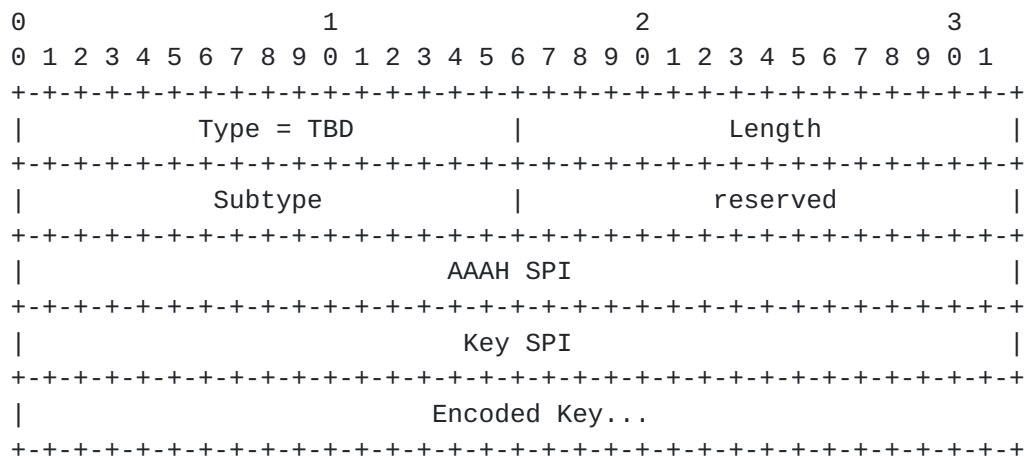 0                   1                   2                   3
0 1 2 3 4 5 6 7 8 9 0 1 2 3 4 5 6 7 8 9 0 1 2 3 4 5 6 7 8 9 0 1
+-+-+-+-+-+-+-+-+-+-+-+-+-+-+-+-+-+-+-+-+-+-+-+-+-+-+-+-+-+-+-+-+
|           Type = TBD          |             Length            |
+-+-+-+-+-+-+-+-+-+-+-+-+-+-+-+-+-+-+-+-+-+-+-+-+-+-+-+-+-+-+-+-+
|            Subtype            |            reserved           |
+-+-+-+-+-+-+-+-+-+-+-+-+-+-+-+-+-+-+-+-+-+-+-+-+-+-+-+-+-+-+-+-+
|                           AAAH SPI                            |
+-+-+-+-+-+-+-+-+-+-+-+-+-+-+-+-+-+-+-+-+-+-+-+-+-+-+-+-+-+-+-+-+
|                            Key SPI                            |
+-+-+-+-+-+-+-+-+-+-+-+-+-+-+-+-+-+-+-+-+-+-+-+-+-+-+-+-+-+-+-+-+
|                          Encoded Key...
+-+-+-+-+-+-+-+-+-+-+-+-+-+-+-+-+-+-+-+-+-+-+-+-+-+-+-+-+-+-+-+-+